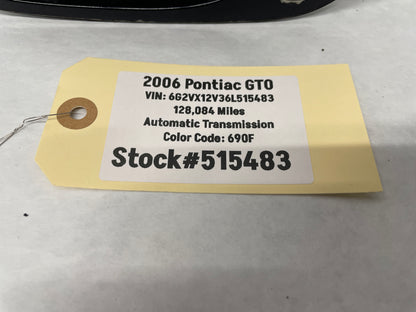 2006 Pontiac GTO
VIN: 6G2VX12V36L515483
128,084 Miles
Automatic Transmission
Color Code: 690F
Stock#515483